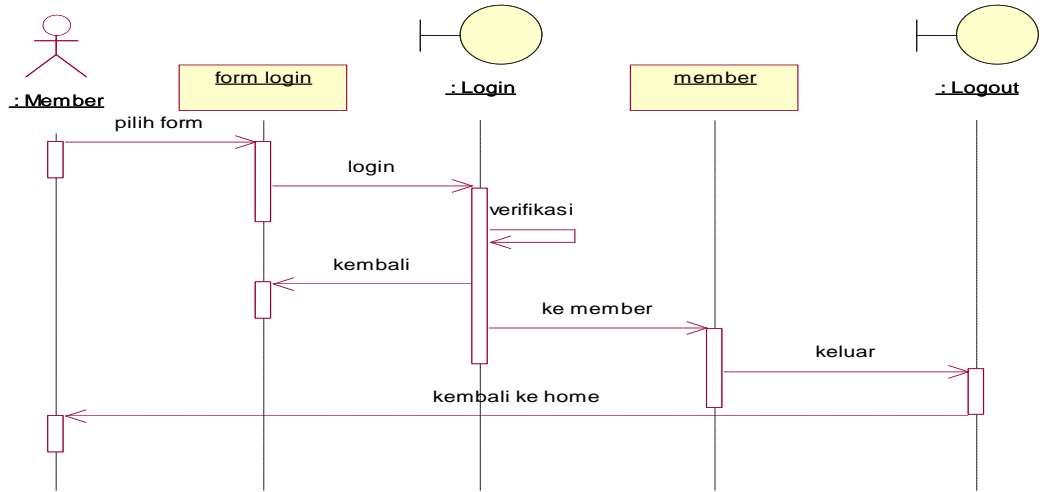 form login
: Login
member
: Logout
: Member
pilih form
login
verifikasi
kembali
ke member
keluar
kembali ke home